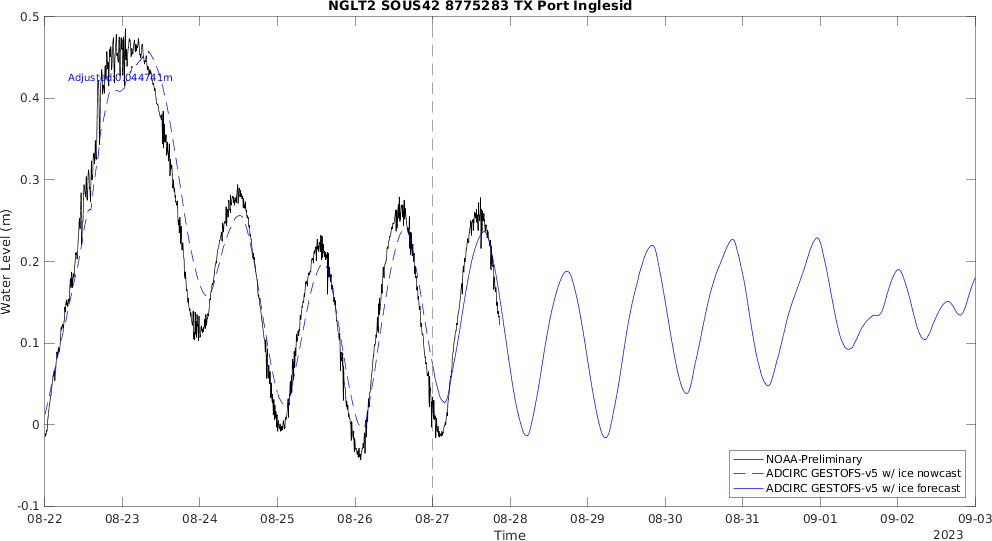 NGLT2 SOUS42 8775283 TX Port Inglesid
0.5
0.4
0.3
0.2
0.1
0
-0.1
Water Level (m)
Adjusted:0.044741m
NOAA-Preliminary
ADCIRC GESTOFS-v5 w/ ice nowcast
ADCIRC GESTOFS-v5 w/ ice forecast
08-22 08-23 08-24 08-25 08-26 08-27 08-28 08-29 08-30 08-31 09-01 09-02 09-03
Time
2023